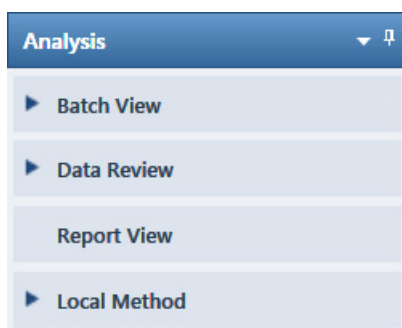 Analysis
Batch View
Data Review
Report View
Local Method